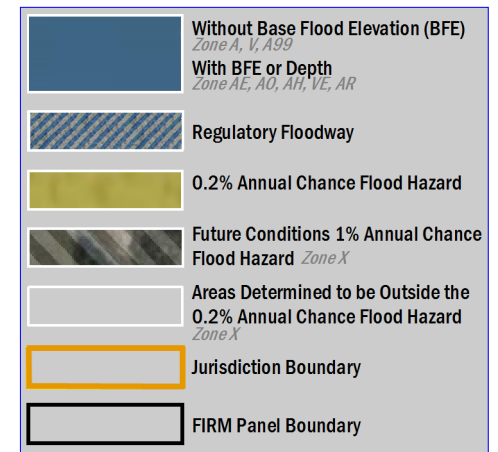 Without Base Flood Elevation (BFE)
Zone A, V, A99
With BFE or Depth
Zone AE, AO, AH, VE, AR
Regulatory Floodway
0.2% Annual Chance Flood Hazard
Future Conditions 1% Annual Chance
Flood Hazard Zone X
Areas Determined to be Outside the
0.2% Annual Chance Flood Hazard
Zone X
Jurisdiction Boundary
FIRM Panel Boundary